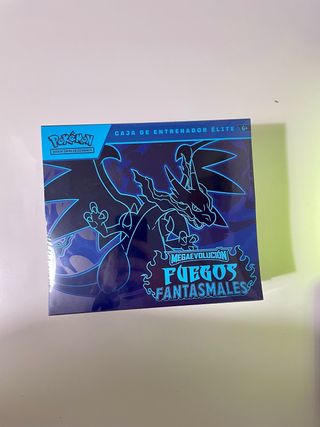 POKÉMON
CAJA DE ENTRENADOR ÉLITE 6+
MEGAEVOLUCIÓN
FUEGOS
FANTASMALES